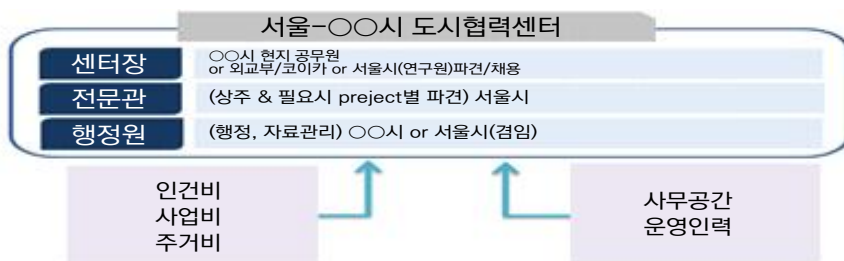 서울-○○시 도시협력센터
센터장
○○시 현지 공무원
or 외교부/코이카 or 서울시(연구원)파견/채용
전문관
(상주 & 필요시 preject별 파견) 서울시
행정원
(행정, 자료관리) ○○시 or 서울시(겸임)
인건비
사업비
주거비
사무공간
운영인력